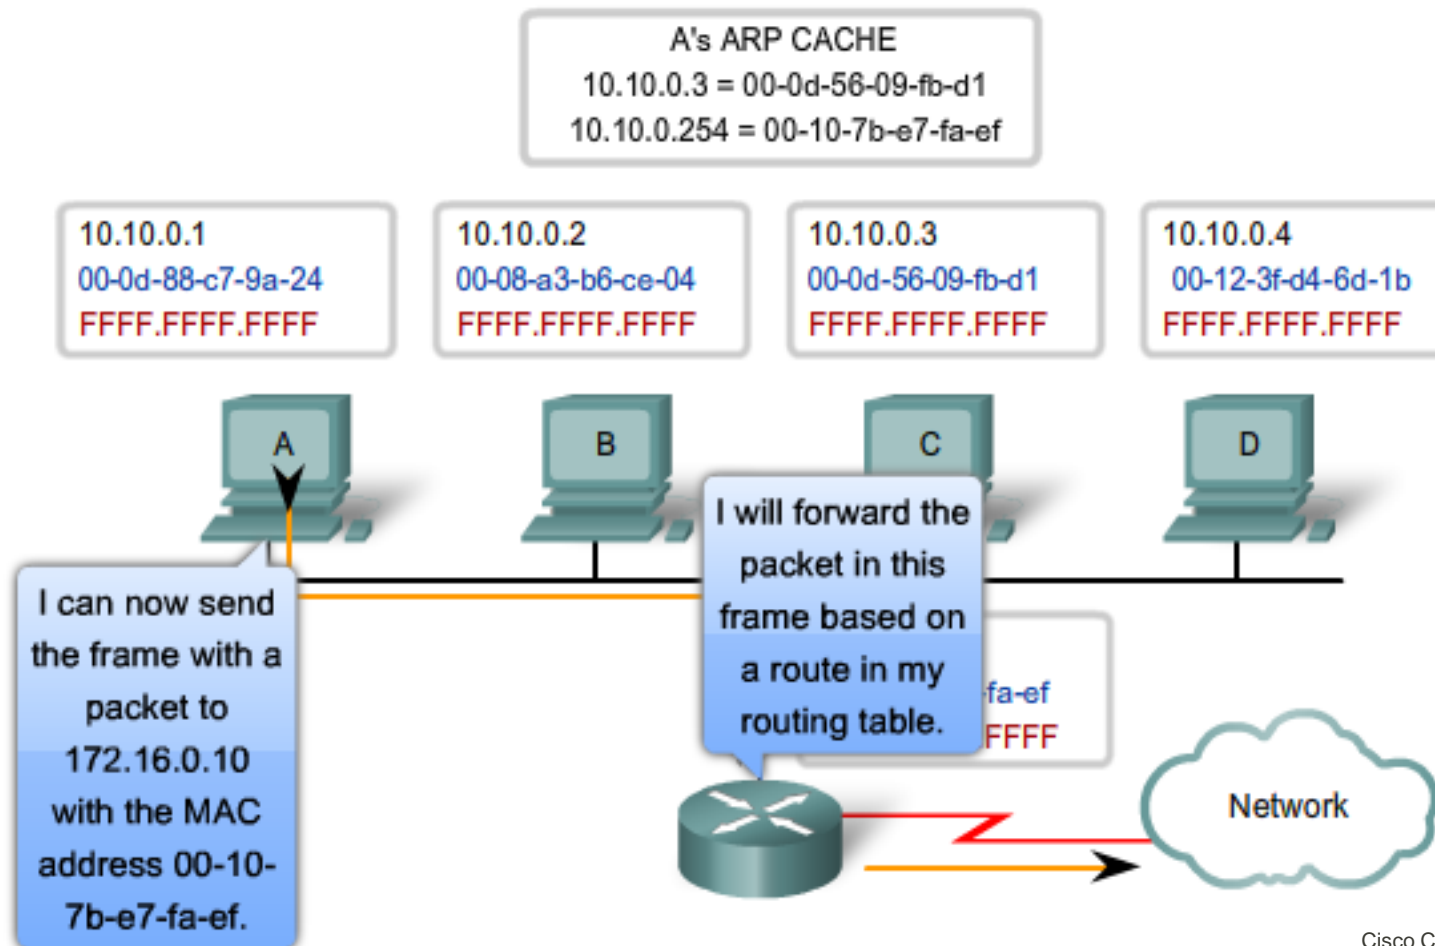 A's ARP CACHE
10.10.0.3 = 00-0d-56-09-fb-d1
10.10.0.254 = 00-10-7b-e7-fa-ef
10.10.0.1
00-0d-88-c7-9a-24
FFFF.FFFF.FFFF
10.10.0.2
00-08-a3-b6-ce-04
FFFF.FFFF.FFFF
10.10.0.3
00-0d-56-09-fb-d1
FFFF.FFFF.FFFF
10.10.0.4
00-12-3f-d4-6d-1b
FFFF.FFFF.FFFF
A
B
C
D
I can now send
the frame with a
packet to
172.16.0.10
with the MAC
address 00-10-
7b-e7-fa-ef.
I will forward the
packet in this
frame based on
a route in my
routing table.
-fa-ef
FFFF
Network
Cisco C